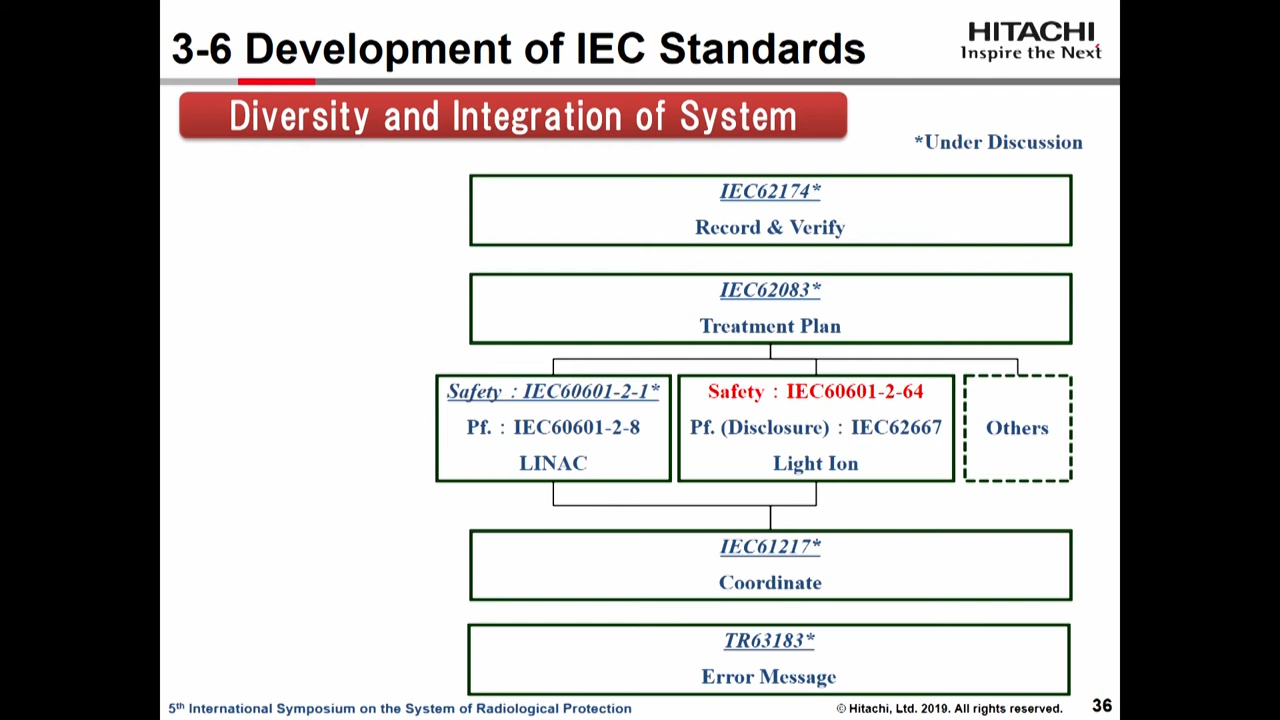 3-6 Development of IEC Standards
HITACHI
Inspire the Next
Diversity and Integration of System
*Under Discussion
IEC62174*
Record & Verify
IEC62083*
Treatment Plan
Safety：IEC60601-2-1*
Pf.：IEC60601-2-8
LINAC
Safety：IEC60601-2-64
Pf. (Disclosure)：IEC62667
Light Ion
Others
IEC61217*
Coordinate
TR63183*
Error Message
5th International Symposium on the System of Radiological Protection
© Hitachi, Ltd. 2019. All rights reserved.
36